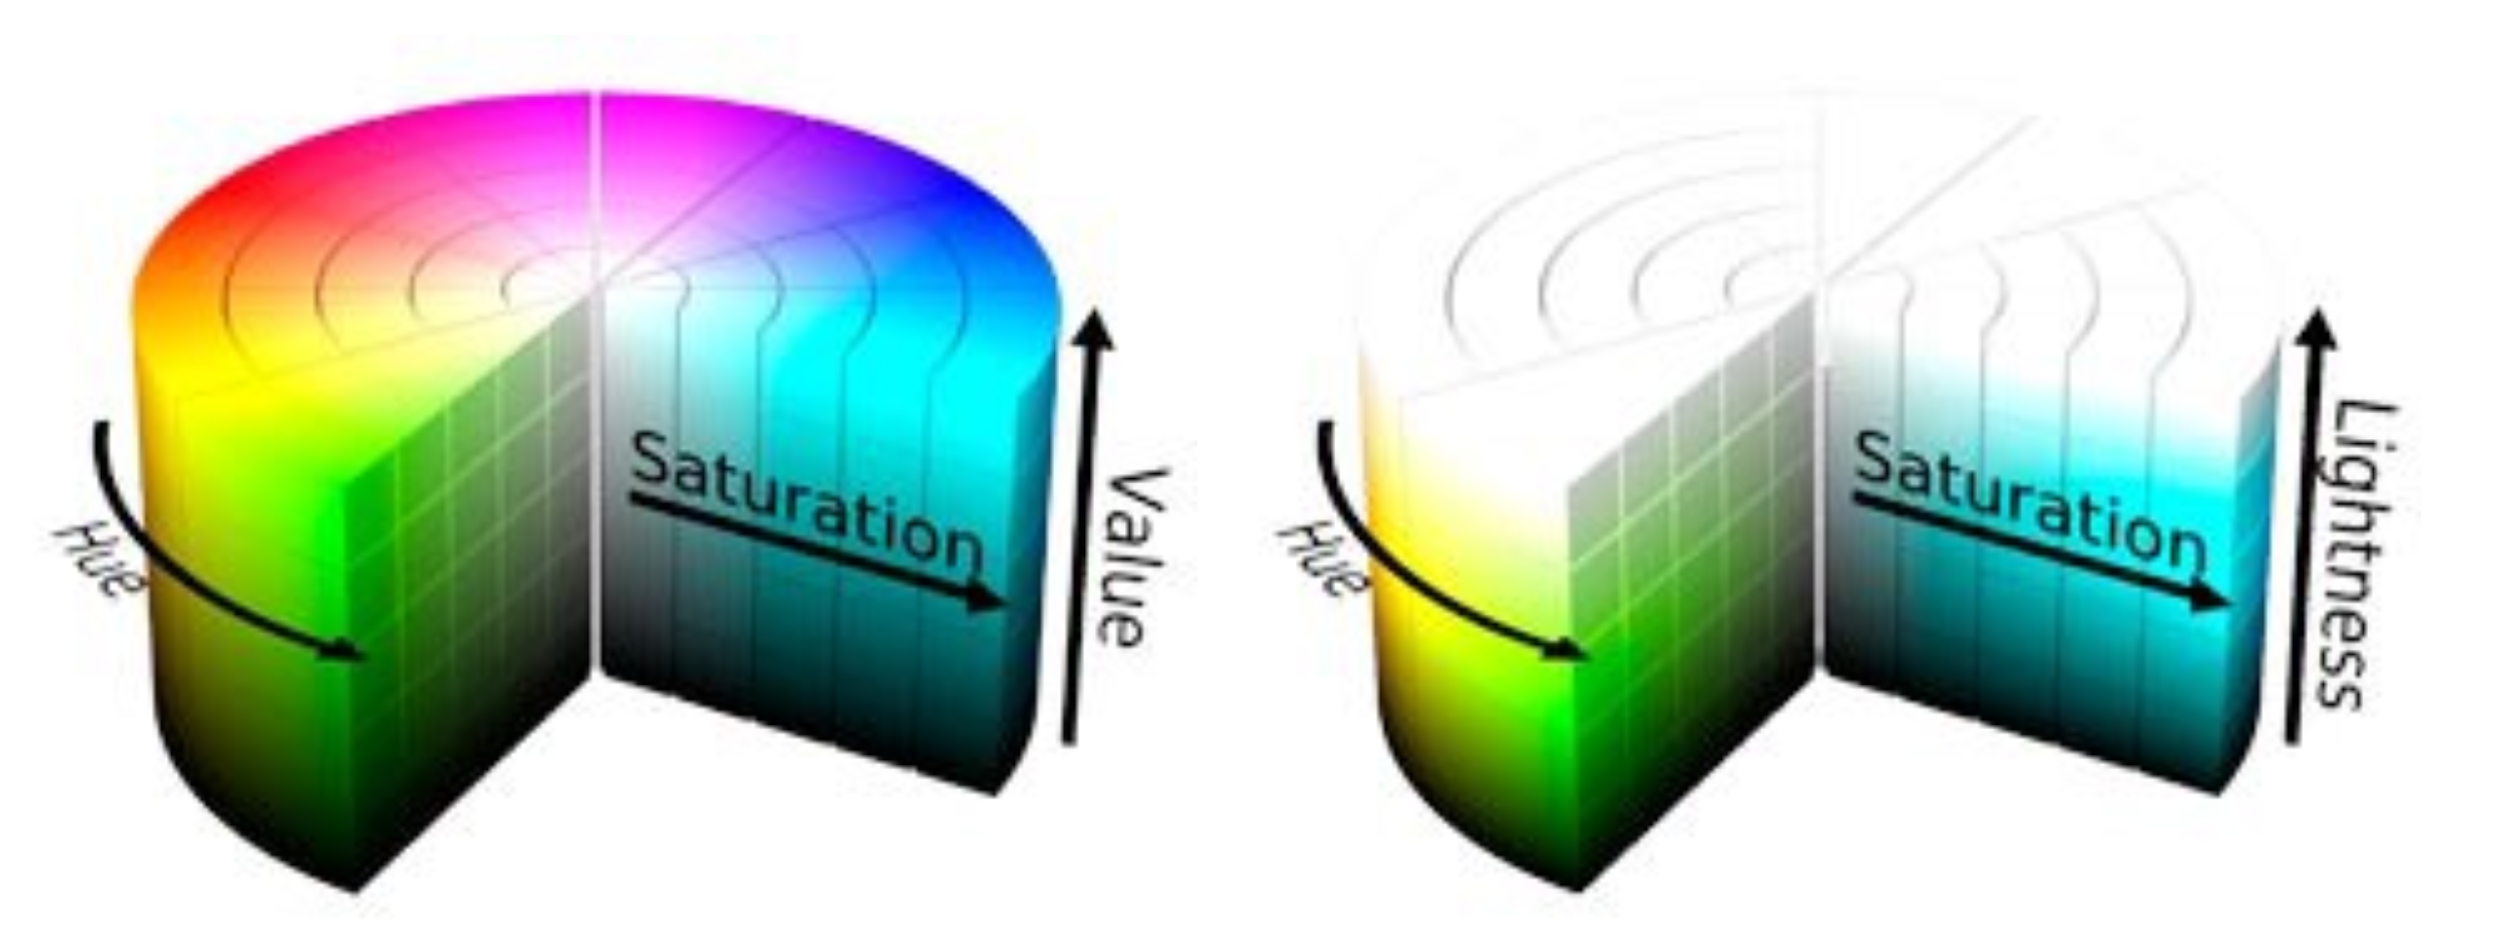 Hue
Saturation
Value
Hue
Saturation
Lightness